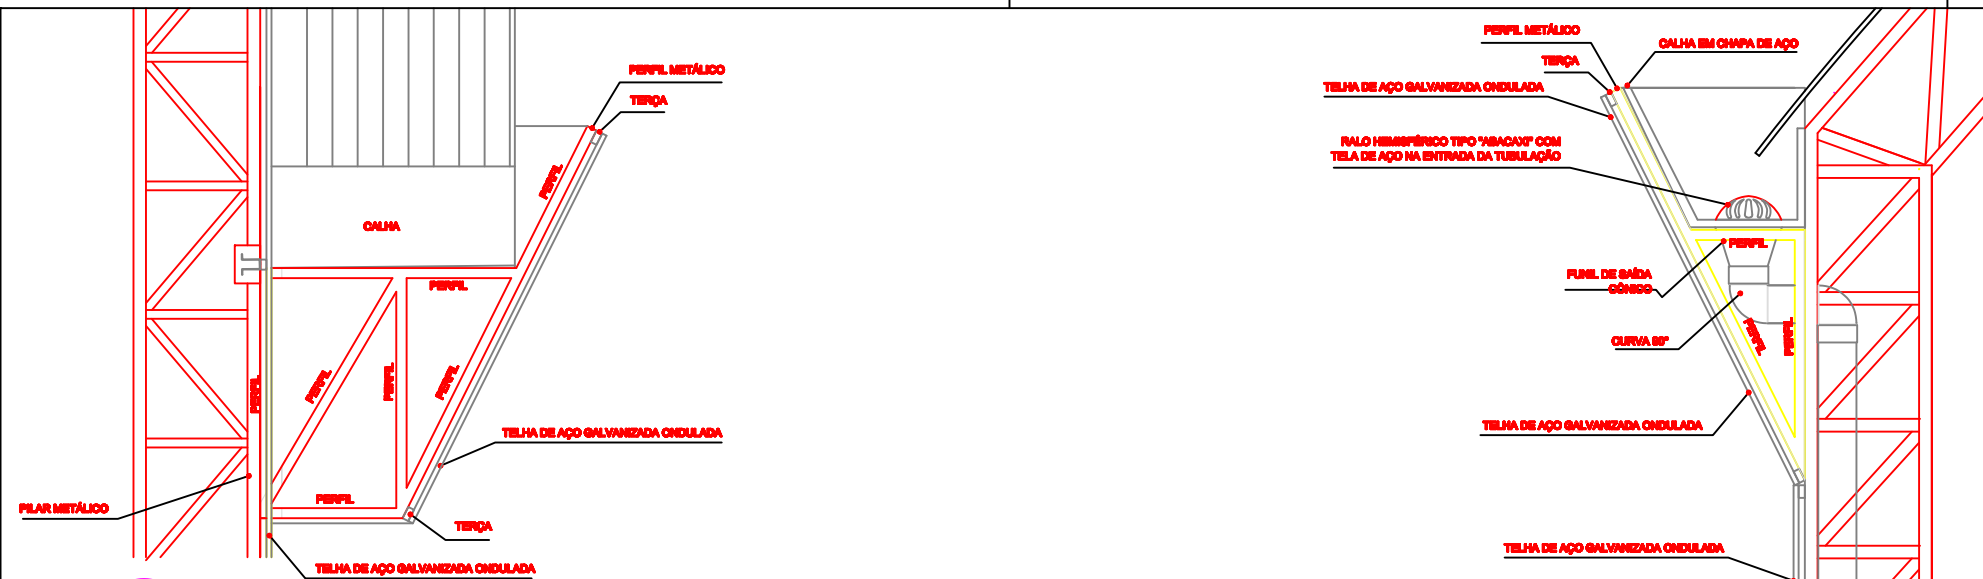 PERFIL METÁLICO
TERÇA
PERFIL
CALHA
PERFIL
PERFIL
PERFIL
PERFIL
PERFIL
TELHA DE AÇO GALVANIZADA ONDULADA
PERFIL
PILAR METÁLICO
TERÇA
TELHA DE AÇO GALVANIZADA ONDULADA
PERFIL METÁLICO
CALHA EM CHAPA DE AÇO
TERÇA
TELHA DE AÇO GALVANIZADA ONDULADA
RALO HEMISFÉRICO TIPO "ABACAXI" COM
TELA DE AÇO NA ENTRADA DA TUBULAÇÃO
PERFIL
FUNIL DE SAÍDA
CÔNICO
PERFIL
PERFIL
CURVA 90°
TELHA DE AÇO GALVANIZADA ONDULADA
TELHA DE AÇO GALVANIZADA ONDULADA